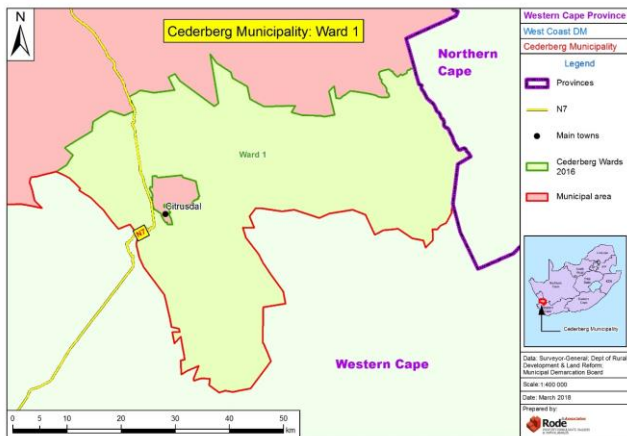 N
Cederberg Municipality: Ward 1
Northern
Cape
Ward 1
Citrusdal
N7
Western Cape
0 10 20 30 40 50
km
Western Cape Province
West Coast DM
Cederberg Municipality
Legend
Provinces
N7
Main towns
Cederberg Wards
2016
Municipal area
Cederberg Municipality
Data: Surveyor-General; Dept of Rural
Development & Land Reform;
Municipal Demarcation Board
Scale: 1:400 000
Date: March 2018
Prepared by:
Rode